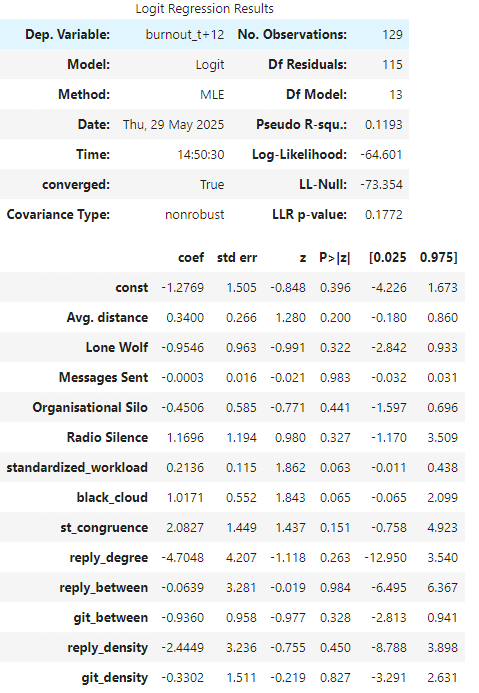 Logit Regression Results
Dep. Variable: burnout_t+12 No. Observations: 129
Model: Logit Df Residuals: 115
Method: MLE Df Model: 13
Date: Thu, 29 May 2025 Pseudo R-squ.: 0.1193
Time: 14:50:30 Log-Likelihood: -64.601
converged: True LL-Null: -73.354
Covariance Type: nonrobust LLR p-value: 0.1772
coef std err z P>|z| [0.025 0.975]
const -1.2769 1.505 -0.848 0.396 -4.226 1.673
Avg. distance 0.3400 0.266 1.280 0.200 -0.180 0.860
Lone Wolf -0.9546 0.963 -0.991 0.322 -2.842 0.933
Messages Sent -0.0003 0.016 -0.021 0.983 -0.032 0.031
Organisational Silo -0.4506 0.585 -0.771 0.441 -1.597 0.696
Radio Silence 1.1696 1.194 0.980 0.327 -1.170 3.509
standardized_workload 0.2136 0.115 1.862 0.063 -0.011 0.438
black_cloud 1.0171 0.552 1.843 0.065 -0.065 2.099
st_congruence 2.0827 1.449 1.437 0.151 -0.758 4.923
reply_degree -4.7048 4.207 -1.118 0.263 -12.950 3.540
reply_between -0.0639 3.281 -0.019 0.984 -6.495 6.367
git_between -0.9360 0.958 -0.977 0.328 -2.813 0.941
reply_density -2.4449 3.236 -0.755 0.450 -8.788 3.898
git_density -0.3302 1.511 -0.219 0.827 -3.291 2.631